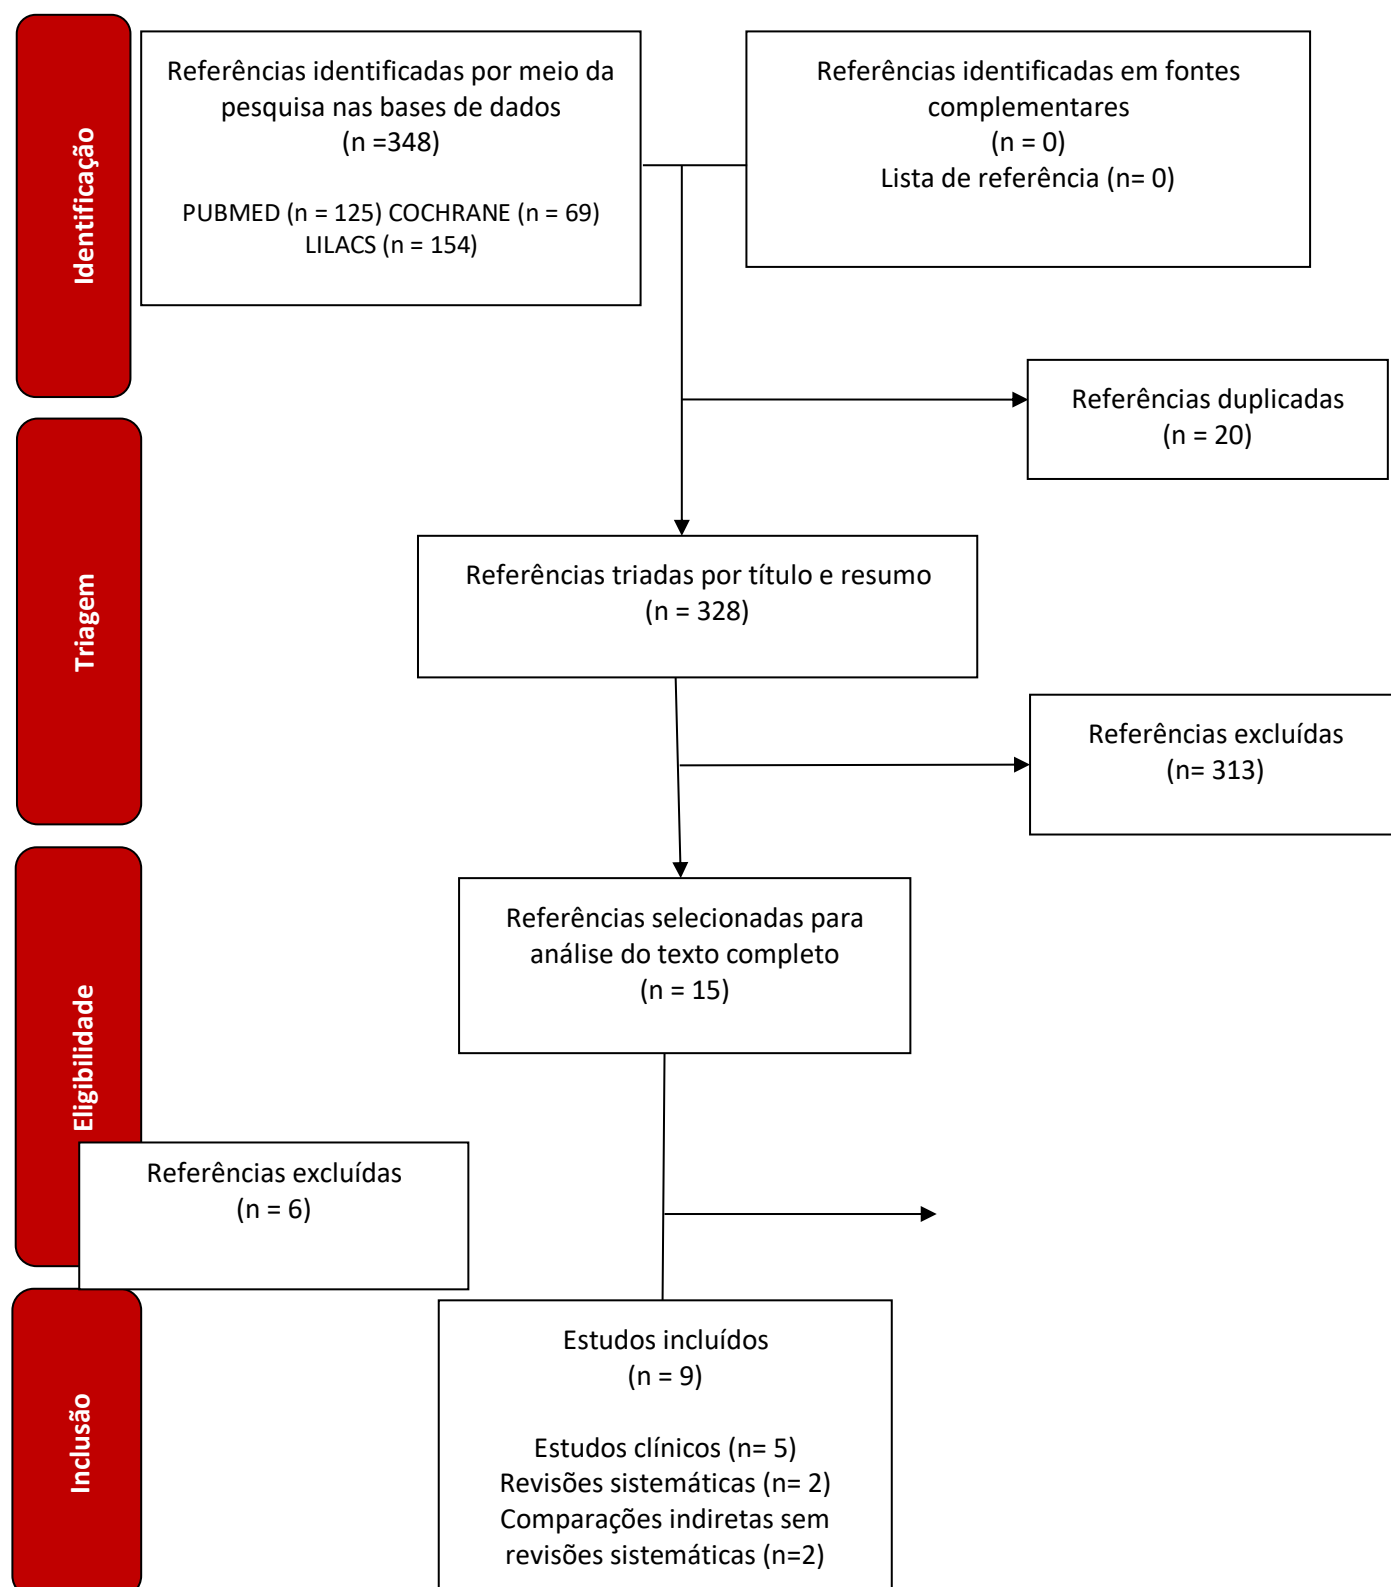 Identificação
Referências identificadas por meio da
pesquisa nas bases de dados
(n =348)
PUBMED (n = 125) COCHRANE (n = 69)
LILACS (n = 154)
Referências identificadas em fontes
complementares
(n = 0)
Lista de referência (n= 0)
Referências duplicadas
(n = 20)
Triagem
Referências triadas por título e resumo
(n = 328)
Referências excluídas
(n= 313)
Eligibilidade
Referências selecionadas para
análise do texto completo
(n = 15)
Referências excluídas
(n = 6)
Inclusão
Estudos incluídos
(n = 9)
Estudos clínicos (n= 5)
Revisões sistemáticas (n= 2)
Comparações indiretas sem
revisões sistemáticas (n=2)